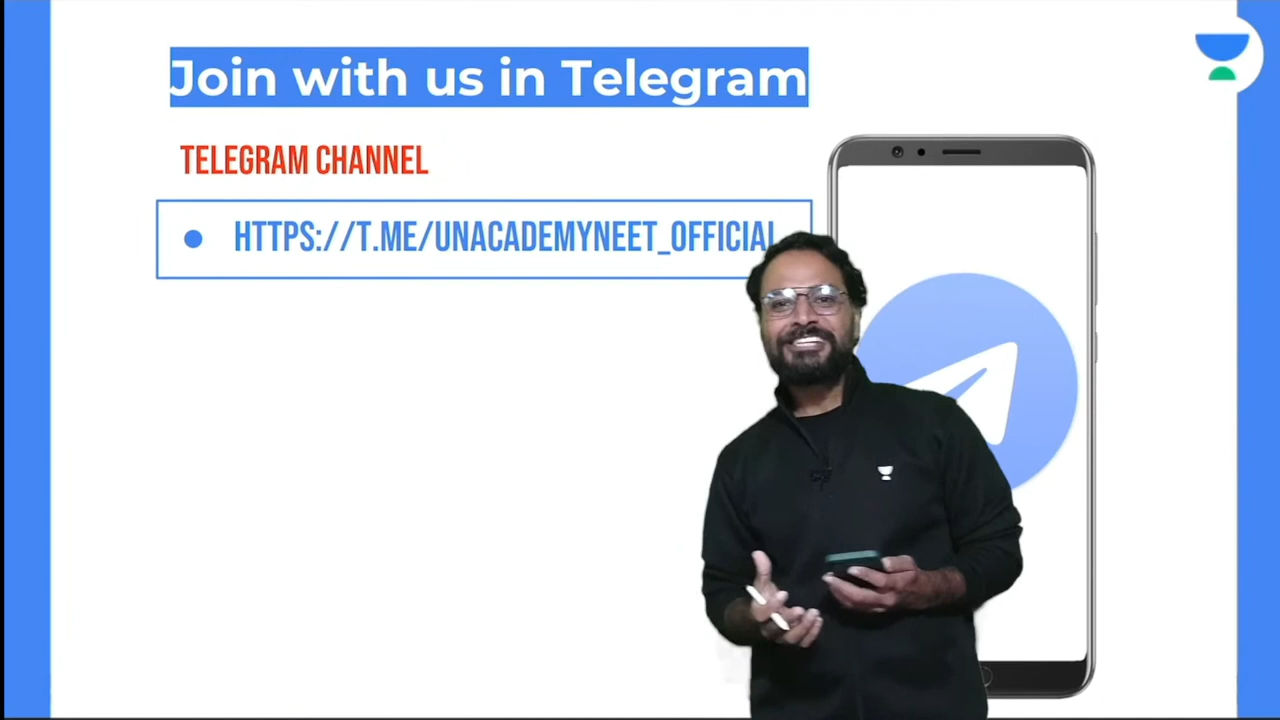 Join with us in Telegram
TELEGRAM CHANNEL
HTTPS://T.ME/UNACADEMYNEET_OFFICIAL